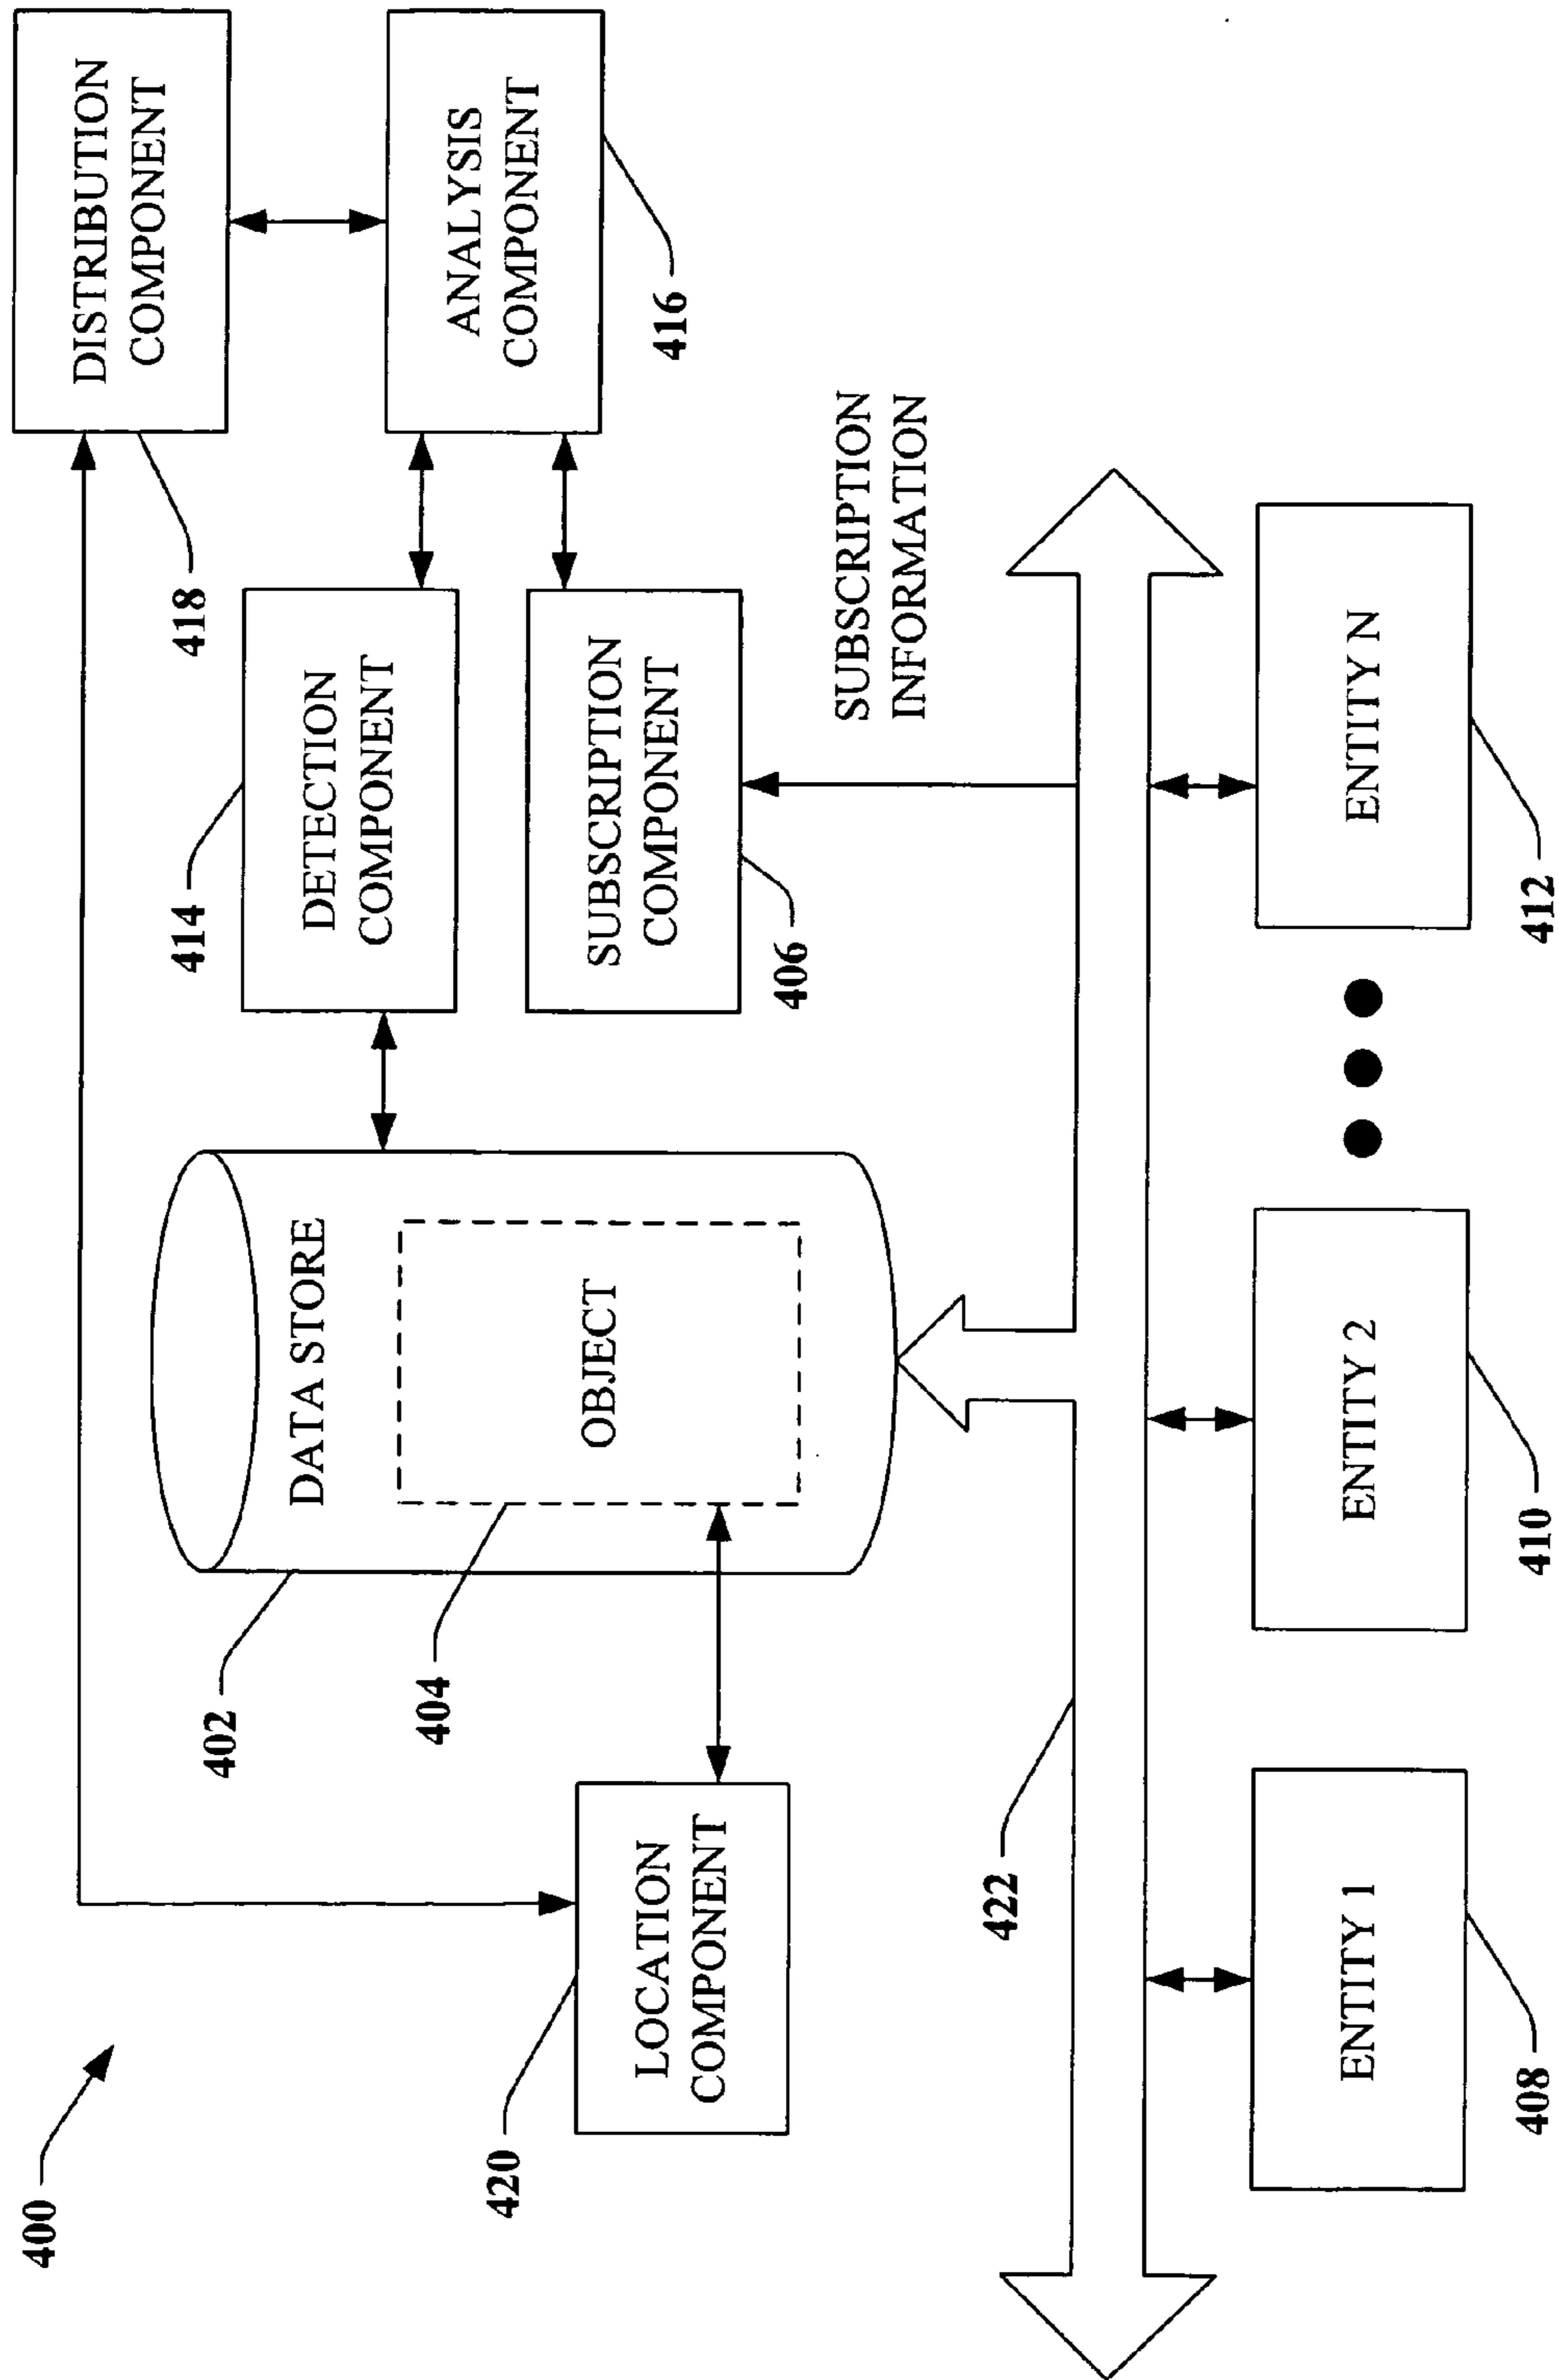 400
DISTRIBUTION
COMPONENT
418
414
DETECTION
COMPONENT
ANALYSIS
COMPONENT
416
402
DATA STORE
404
OBJECT
420
LOCATION
COMPONENT
SUBSCRIPTION
COMPONENT
406
SUBSCRIPTION
INFORMATION
422
ENTITY 1
408
ENTITY 2
410
ENTITY N
412